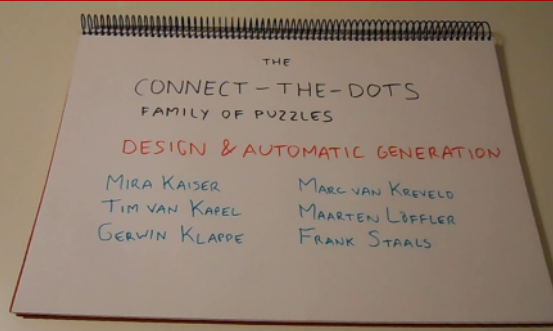 THE
CONNECT-THE-DOTS
FAMILY OF PUZZLES
DESIGN & AUTOMATIC GENERATION
MIRA KAISER
TIM VAN KAPEL
GERWIN KLAPPE
MARC VAN KREVELD
MAARTEN LÖFFLER
FRANK STAALS